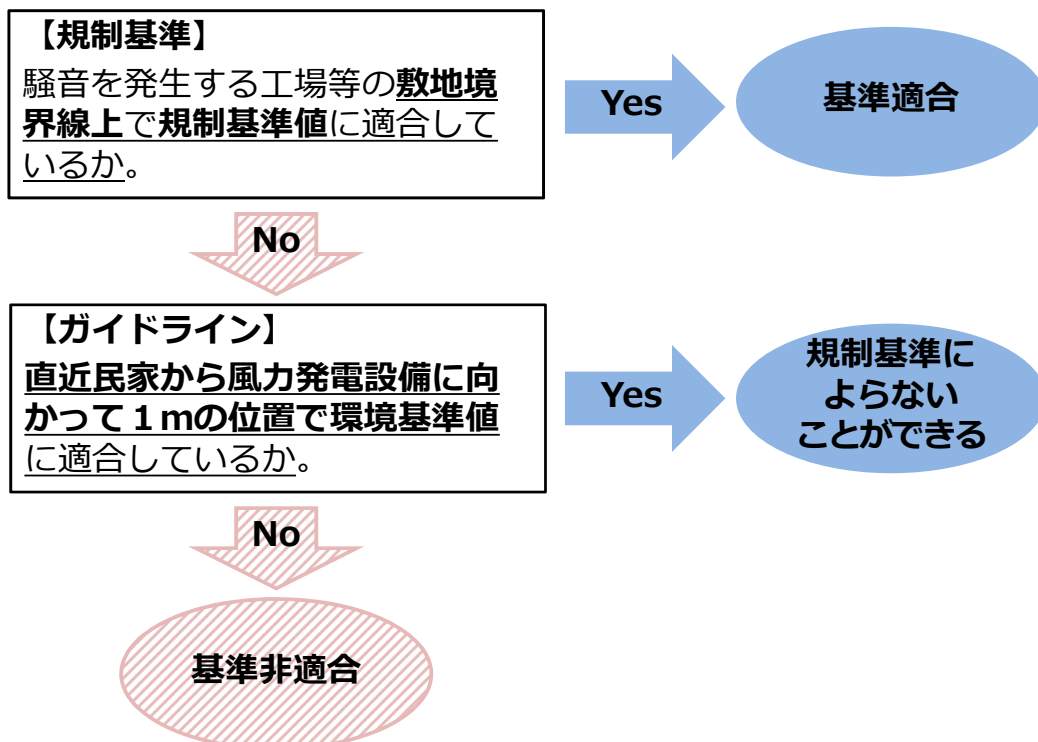 【規制基準】
騒音を発生する工場等の敷地境
界線上で規制基準値に適合して
いるか。
Yes
基準適合
No
【ガイドライン】
直近民家から風力発電設備に向
かって１mの位置で環境基準値
に適合しているか。
Yes
規制基準に
よらない
ことができる
No
基準非適合